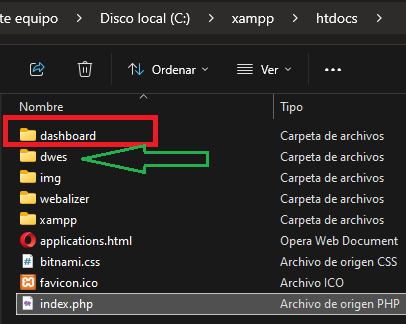 te equipo > Disco local (C:) > xampp > htdocs >
Ordenar Ver
Nombre Tipo
dashboard Carpeta de archivos
dwes Carpeta de archivos
img Carpeta de archivos
webalizer Carpeta de archivos
xampp Carpeta de archivos
applications.html Opera Web Document
bitnami.css Archivo de origen CSS
favicon.ico Archivo ICO
index.php Archivo de origen PHP